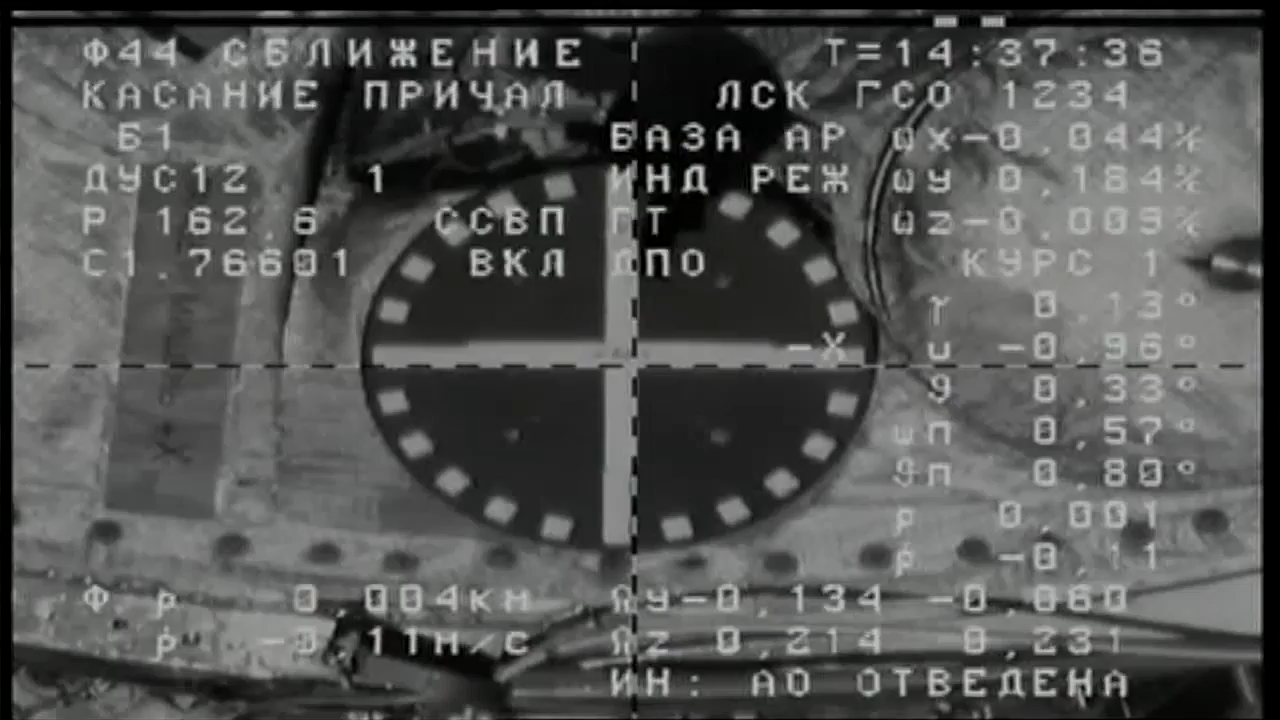 Ф44 СБЛИЖЕНИЕ T=14:37:36
КАСАНИЕ ПРИЧАЛ ЛСК ГСО 1234
Б1 БАЗА АР ωx-0,044%
ДУС12 1 ИНД РЕЖ ωy 0,184%
Р 162,6 ССВП ГТ ωz-0,009%
С1.76601 ВКЛ ДПО КУРС 1
γ 0,13°
-X ш -0,96°
ϑ 0,33°
шп 0,57°
ϑп 0,80°
ρ 0,001
ρ̇ -0,11
Ф ρ 0,004км Ωy-0,134 -0,060
ρ̇ -0,11м/с Ωz 0,214 0,231
ИН: АО ОТВЕДЕНА